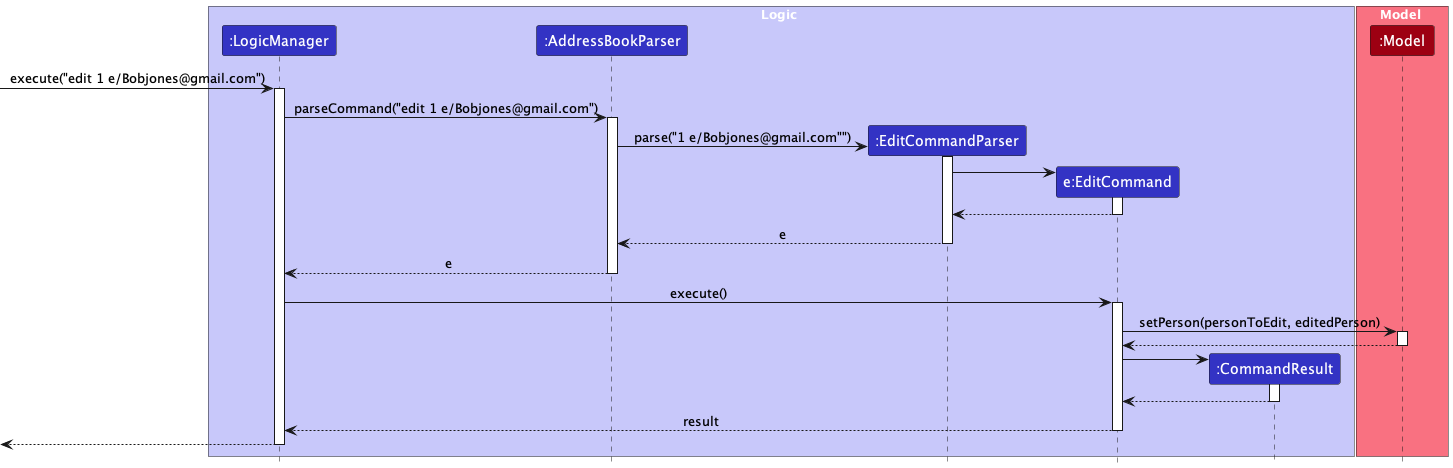 Logic
Model
:LogicManager
:AddressBookParser
:Model
execute("edit 1 e/Bobjones@gmail.com")
parseCommand("edit 1 e/Bobjones@gmail.com")
parse("1 e/Bobjones@gmail.com"")
:EditCommandParser
e:EditCommand
e
e
execute()
setPerson(personToEdit, editedPerson)
:CommandResult
result